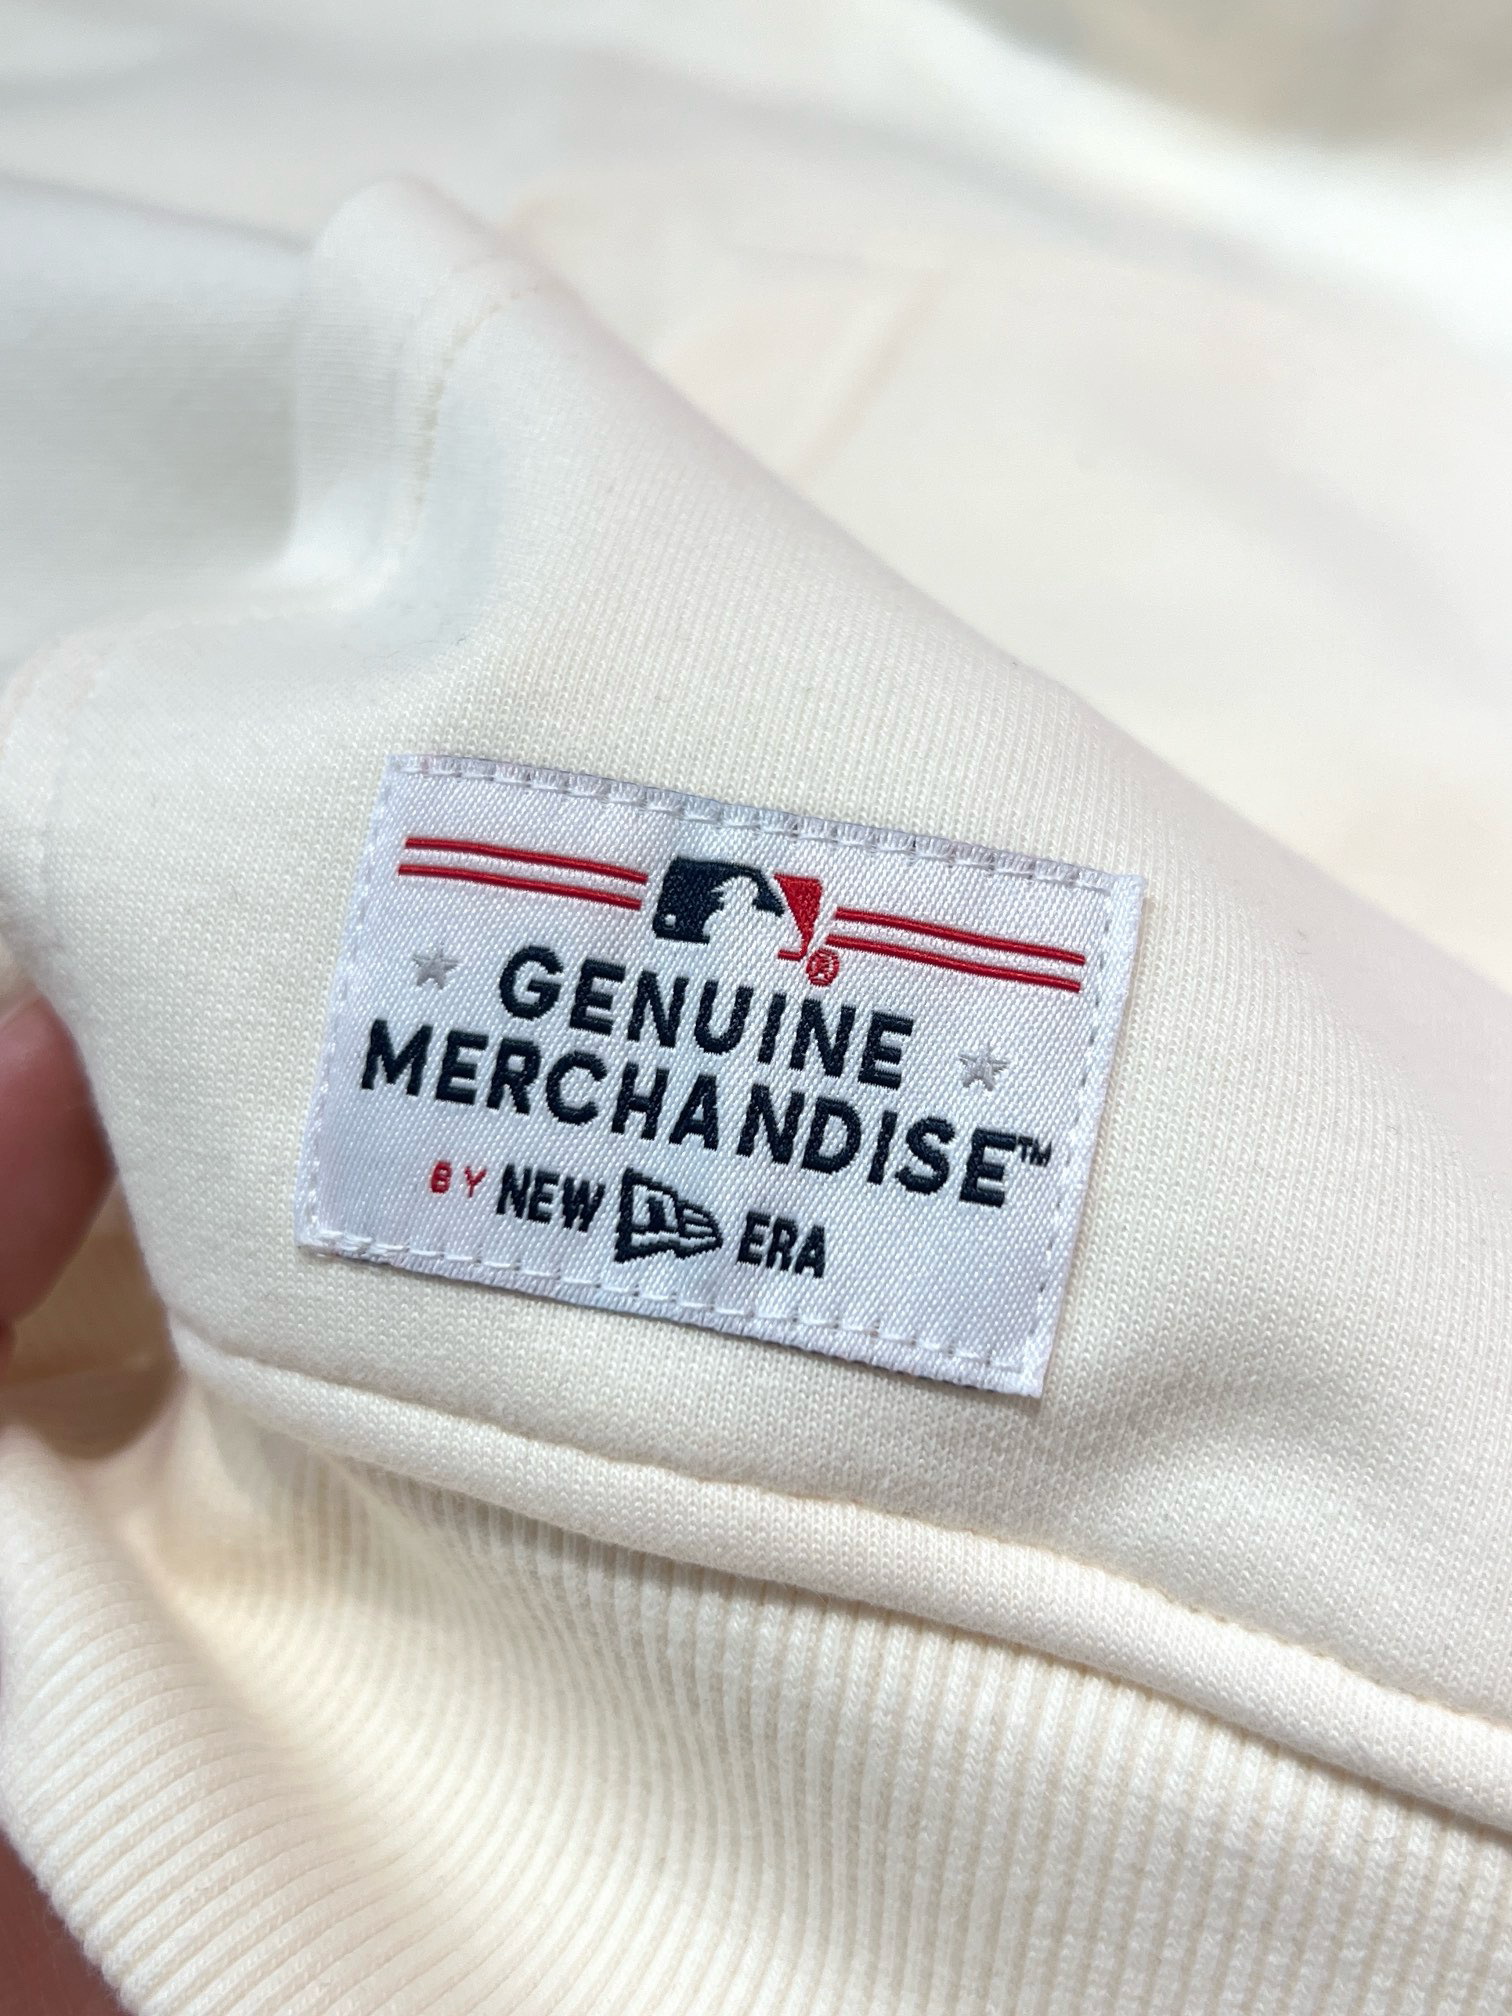 ®
GENUINE
MERCHANDISE™
BY NEW ERA